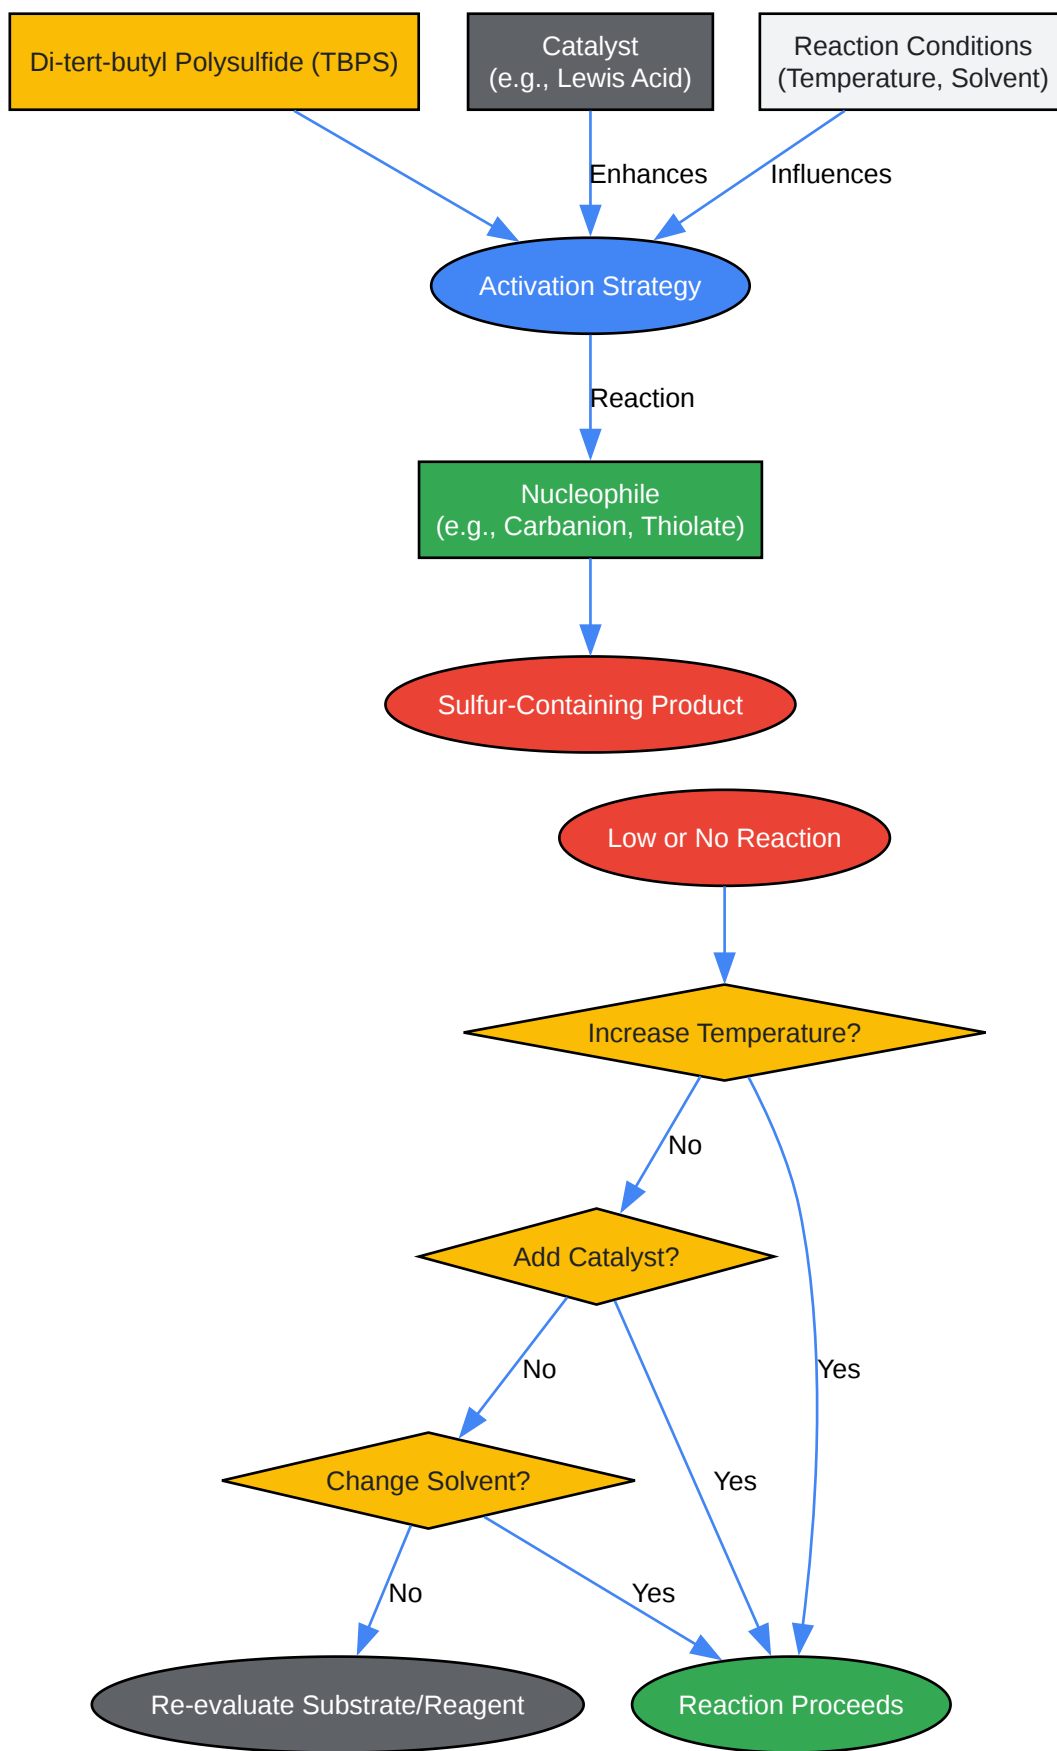 Di-tert-butyl Polysulfide (TBPS)
Catalyst
(e.g., Lewis Acid)
Reaction Conditions
(Temperature, Solvent)
Enhances
Influences
Activation Strategy
Reaction
Nucleophile
(e.g., Carbanion, Thiolate)
Sulfur-Containing Product
Low or No Reaction
Increase Temperature?
No
Add Catalyst?
No
Yes
Change Solvent?
Yes
No
Yes
Re-evaluate Substrate/Reagent
Reaction Proceeds